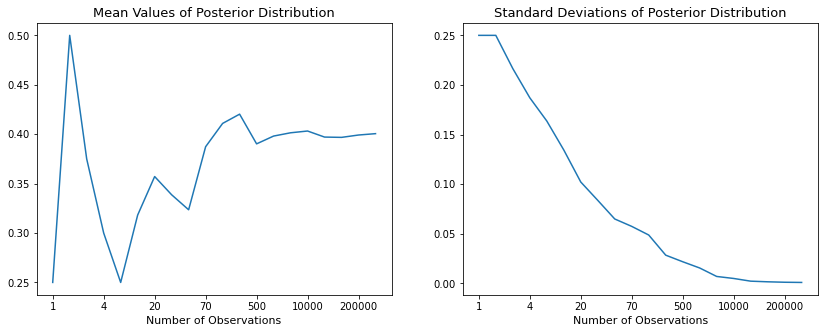 Mean Values of Posterior Distribution
0.50
0.45
0.40
0.35
0.30
0.25
1 4 20 70 500 10000 200000
Number of Observations
Standard Deviations of Posterior Distribution
0.25
0.20
0.15
0.10
0.05
0.00
1 4 20 70 500 10000 200000
Number of Observations